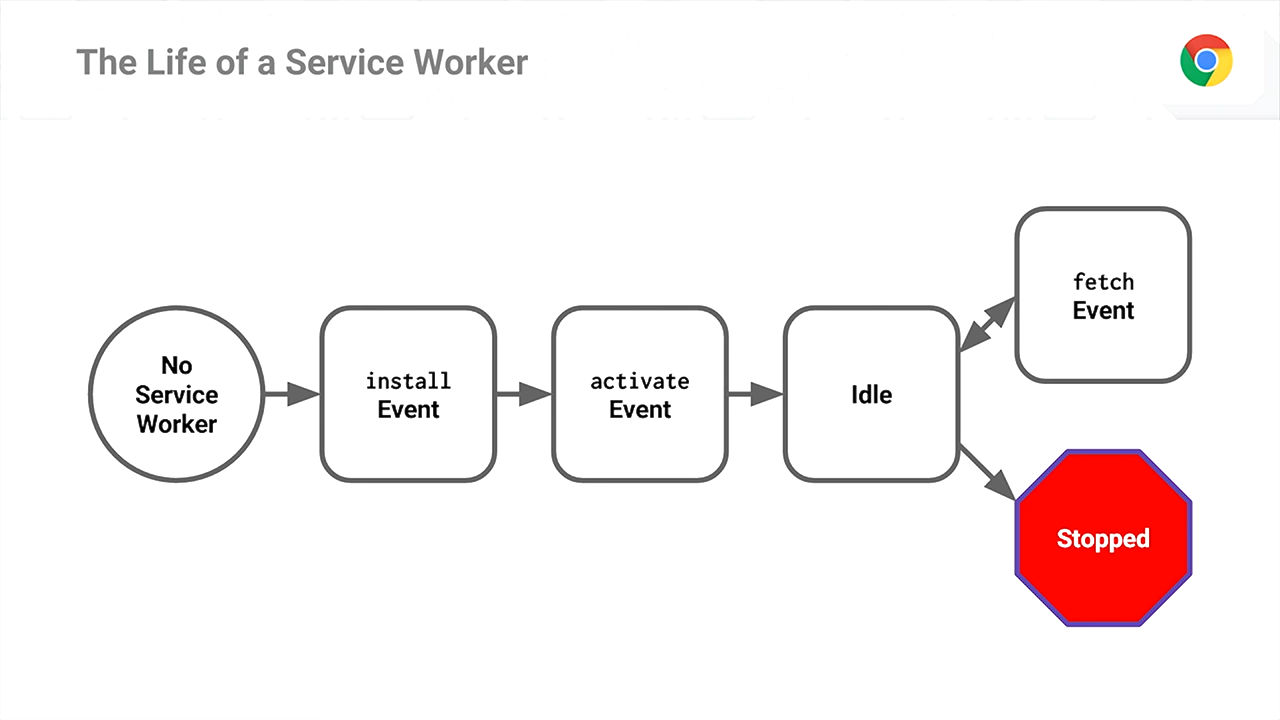 The Life of a Service Worker
No
Service
Worker
install
Event
activate
Event
Idle
fetch
Event
Stopped